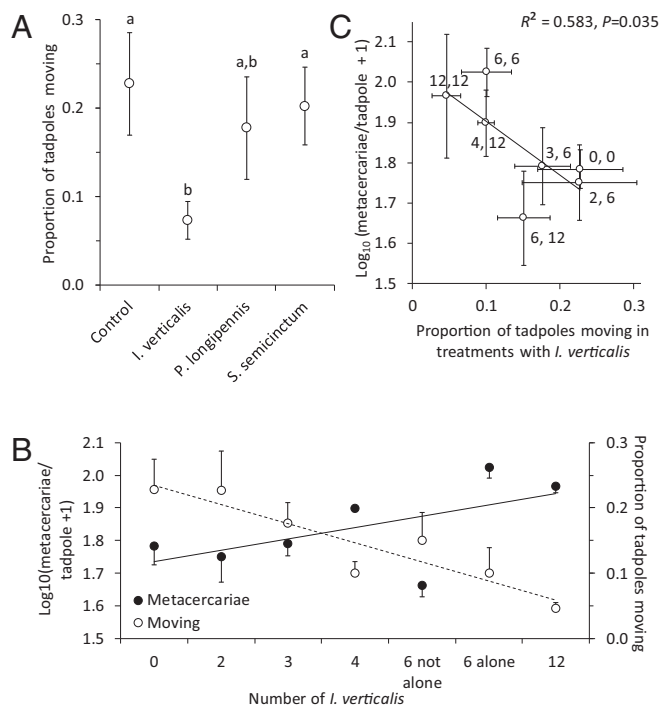 A
Proportion of tadpoles moving
0.3
0.2
0.1
0.0
a
b
a,b
a
Control
I. verticalis
P. longipennis
S. semicinctum
C
R² = 0.583, P=0.035
Log₁₀ (metacercariae/tadpole + 1)
2.2
2.1
2.0
1.9
1.8
1.7
1.6
1.5
12,12
6, 6
4, 12
3, 6
0, 0
2, 6
6, 12
0
0.1
0.2
0.3
Proportion of tadpoles moving in
treatments with I. verticalis
B
Log10(metacercariae/
tadpole +1)
2.1
2.0
1.9
1.8
1.7
1.6
1.5
Metacercariae
Moving
0.3
0.2
0.1
0.0
Proportion of
tadpoles moving
0
2
3
4
6 not
alone
6 alone
12
Number of I. verticalis